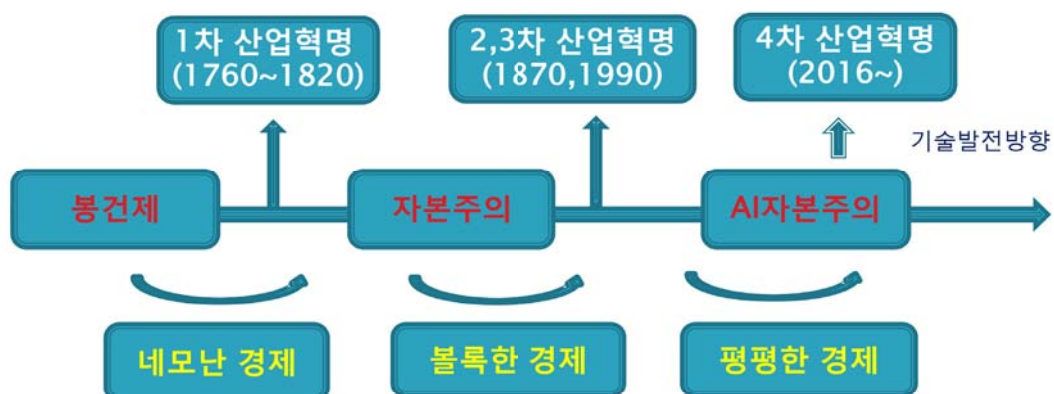 1차 산업혁명
(1760~1820)
2,3차 산업혁명
(1870,1990)
4차 산업혁명
(2016~)
기술발전방향
봉건제
자본주의
AI자본주의
네모난 경제
볼록한 경제
평평한 경제